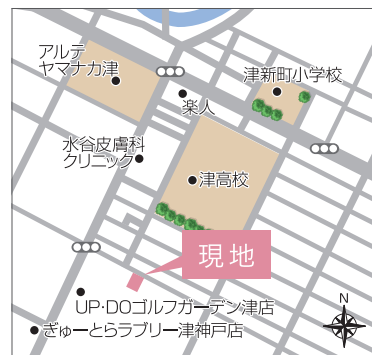 アルテ
ヤマナカ津
津新町小学校
楽人
水谷皮膚科
クリニック
津高校
現地
UP・DOゴルフガーデン津店
ぎゅーとらラブリー津神戸店
N